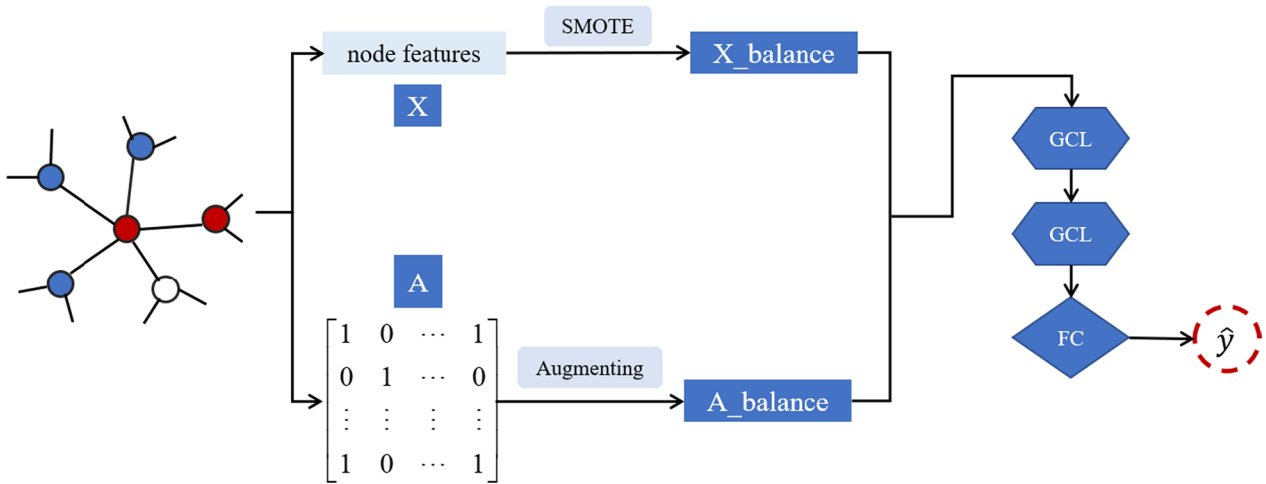 SMOTE
node features
X_balance
X
GCL
GCL
A
1 0 ⋯ 1
0 1 ⋯ 0
⋮ ⋮ ⋮ ⋮
1 0 ⋯ 1
Augmenting
A_balance
FC
ŷ